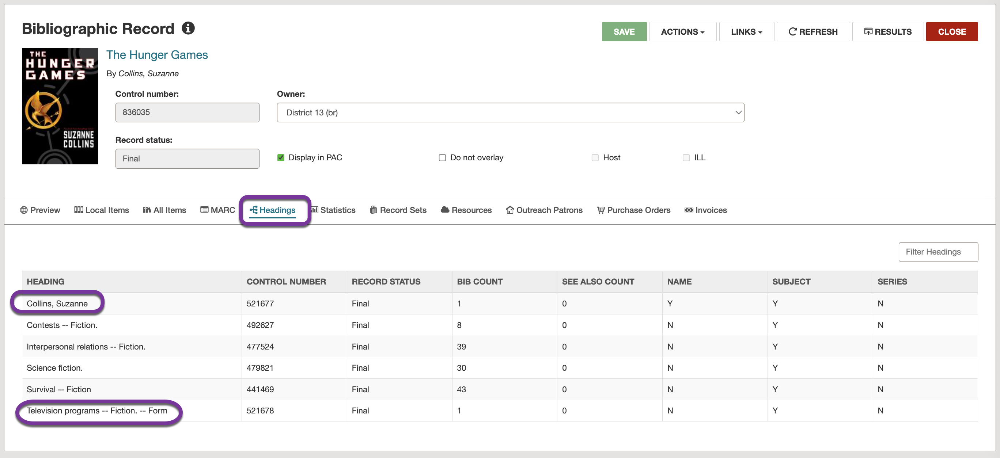 Bibliographic Record
SAVE ACTIONS LINKS REFRESH RESULTS CLOSE
THE
HUNGER
GAMES
SUZANNE
COLLINS
The Hunger Games
By Collins, Suzanne
Control number: Owner:
836035 District 13 (br)
Record status:
Final Display in PAC Do not overlay Host ILL
Preview Local Items All Items MARC Headings Statistics Record Sets Resources Outreach Patrons Purchase Orders Invoices
Filter Headings
HEADING CONTROL NUMBER RECORD STATUS BIB COUNT SEE ALSO COUNT NAME SUBJECT SERIES
Collins, Suzanne 521677 Final 1 0 Y Y N
Contests -- Fiction. 492627 Final 8 0 N Y N
Interpersonal relations -- Fiction. 477524 Final 39 0 N Y N
Science fiction. 479821 Final 30 0 N Y N
Survival -- Fiction 441469 Final 43 0 N Y N
Television programs -- Fiction. -- Form 521678 Final 1 0 N Y N